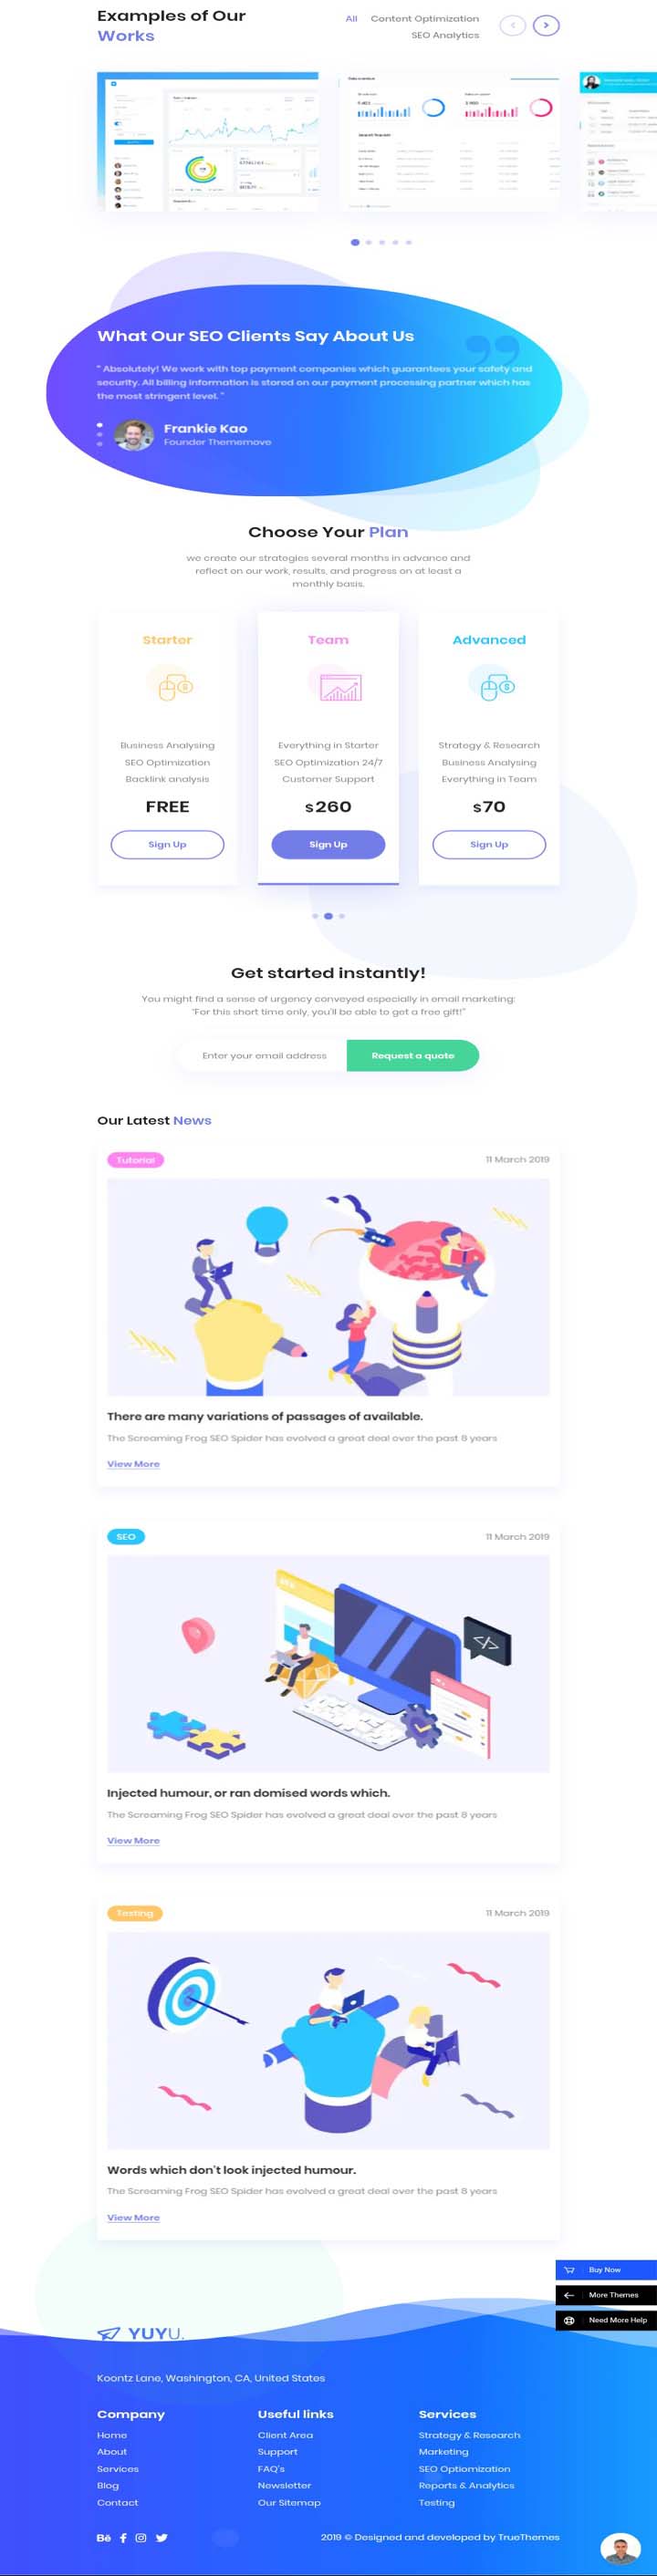 Examples of Our
Works
All Content Optimization
SEO Analytics
What Our SEO Clients Say About Us
" Absolutely! We work with top payment companies which guarantees your safety and
security. All billing information is stored on our payment processing partner which has
the most stringent level. "
Frankie Kao
Founder Thememove
Choose Your Plan
we create our strategies several months in advance and
reflect on our work, results, and progress on at least a
monthly basis.
Starter
Business Analysing
SEO Optimization
Backlink analysis
FREE
Sign Up
Team
Everything in Starter
SEO Optimization 24/7
Customer Support
$260
Sign Up
Advanced
Strategy & Research
Business Analysing
Everything in Team
$70
Sign Up
Get started instantly!
You might find a sense of urgency conveyed especially in email marketing:
"For this short time only, you'll be able to get a free gift!"
Enter your email address
Request a quote
Our Latest News
Tutorial
11 March 2019
There are many variations of passages of available.
The Screaming Frog SEO Spider has evolved a great deal over the past 8 years
View More
SEO
11 March 2019
</>
Injected humour, or ran domised words which.
The Screaming Frog SEO Spider has evolved a great deal over the past 8 years
View More
Testing
11 March 2019
Words which don't look injected humour.
The Screaming Frog SEO Spider has evolved a great deal over the past 8 years
View More
Buy Now
More Themes
Need More Help
YUYU.
Koontz Lane, Washington, CA, United States
Company
Home
About
Services
Blog
Contact
Useful links
Client Area
Support
FAQ's
Newsletter
Our Sitemap
Services
Strategy & Research
Marketing
SEO Optiomization
Reports & Analytics
Testing
Bē
2019 © Designed and developed by TrueThemes